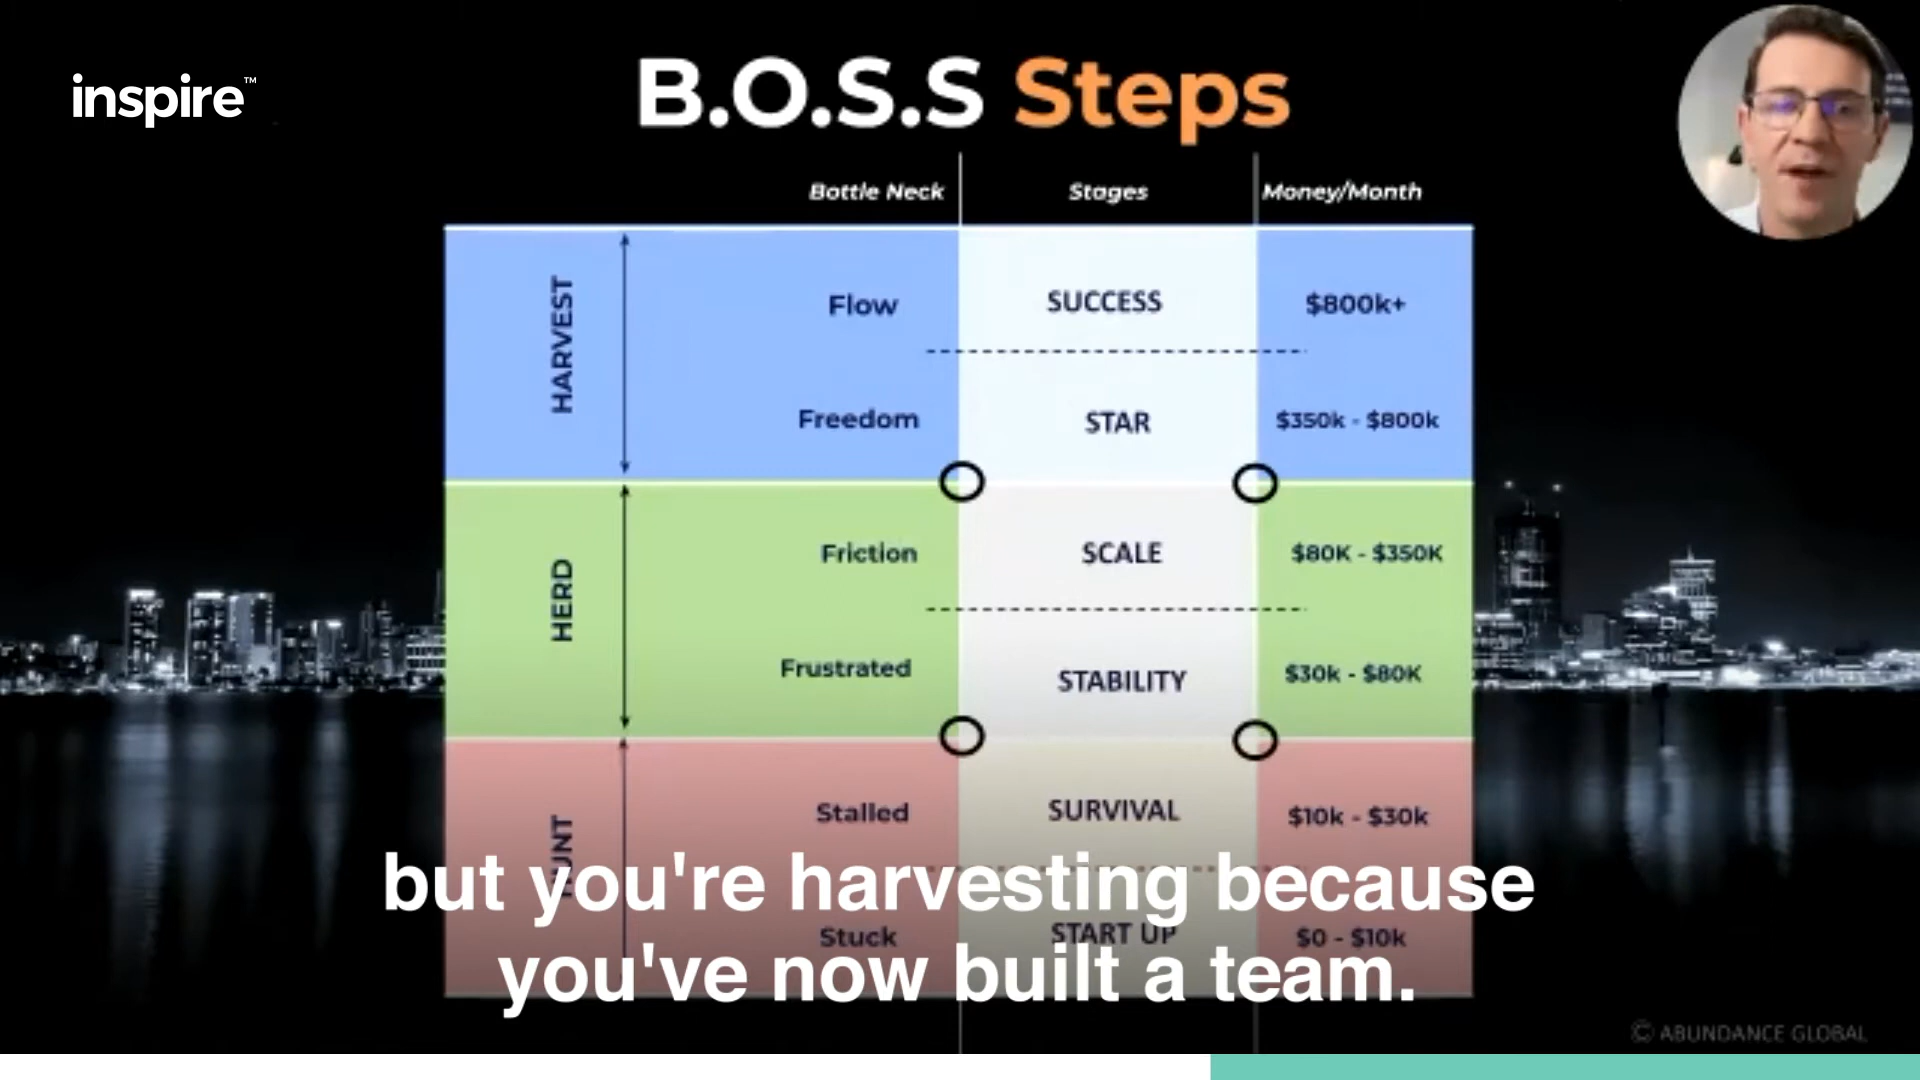 inspire™
B.O.S.S Steps
Bottle Neck Stages Money/Month
HARVEST
Flow SUCCESS $800k+
Freedom STAR $350k - $800k
HERD
Friction SCALE $80K - $350K
Frustrated STABILITY $30k - $80K
HUNT
Stalled SURVIVAL $10k - $30k
but you're harvesting because
Stuck START UP $0 - $10k
you've now built a team.
© ABUNDANCE GLOBAL